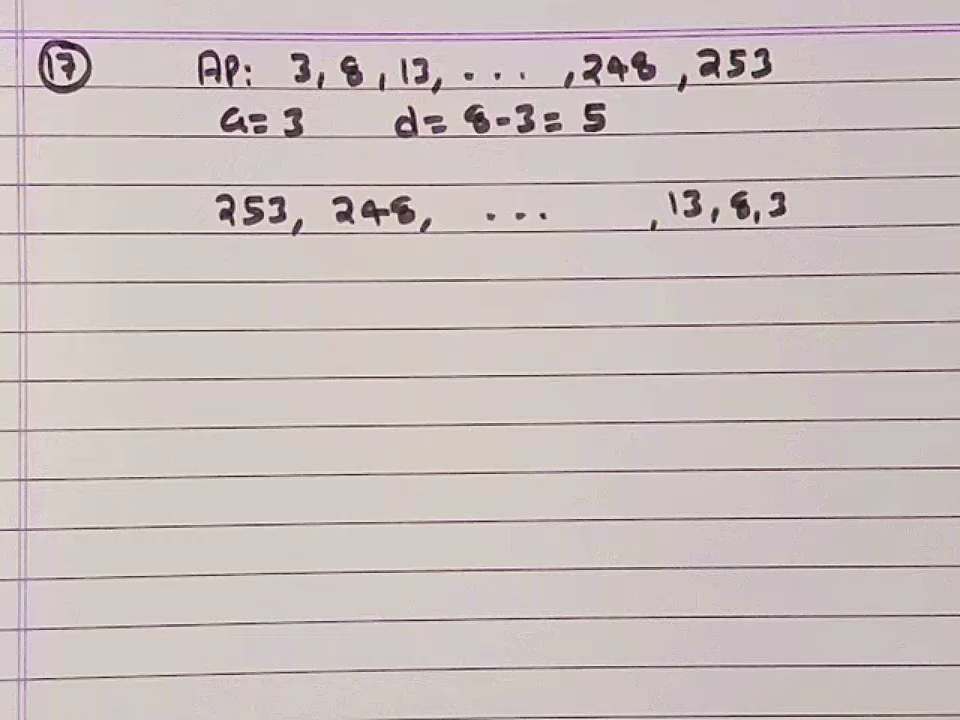 17 AP: 3, 8, 13, ... , 248, 253
a = 3 d = 8 - 3 = 5
253, 248, ... , 13, 8, 3